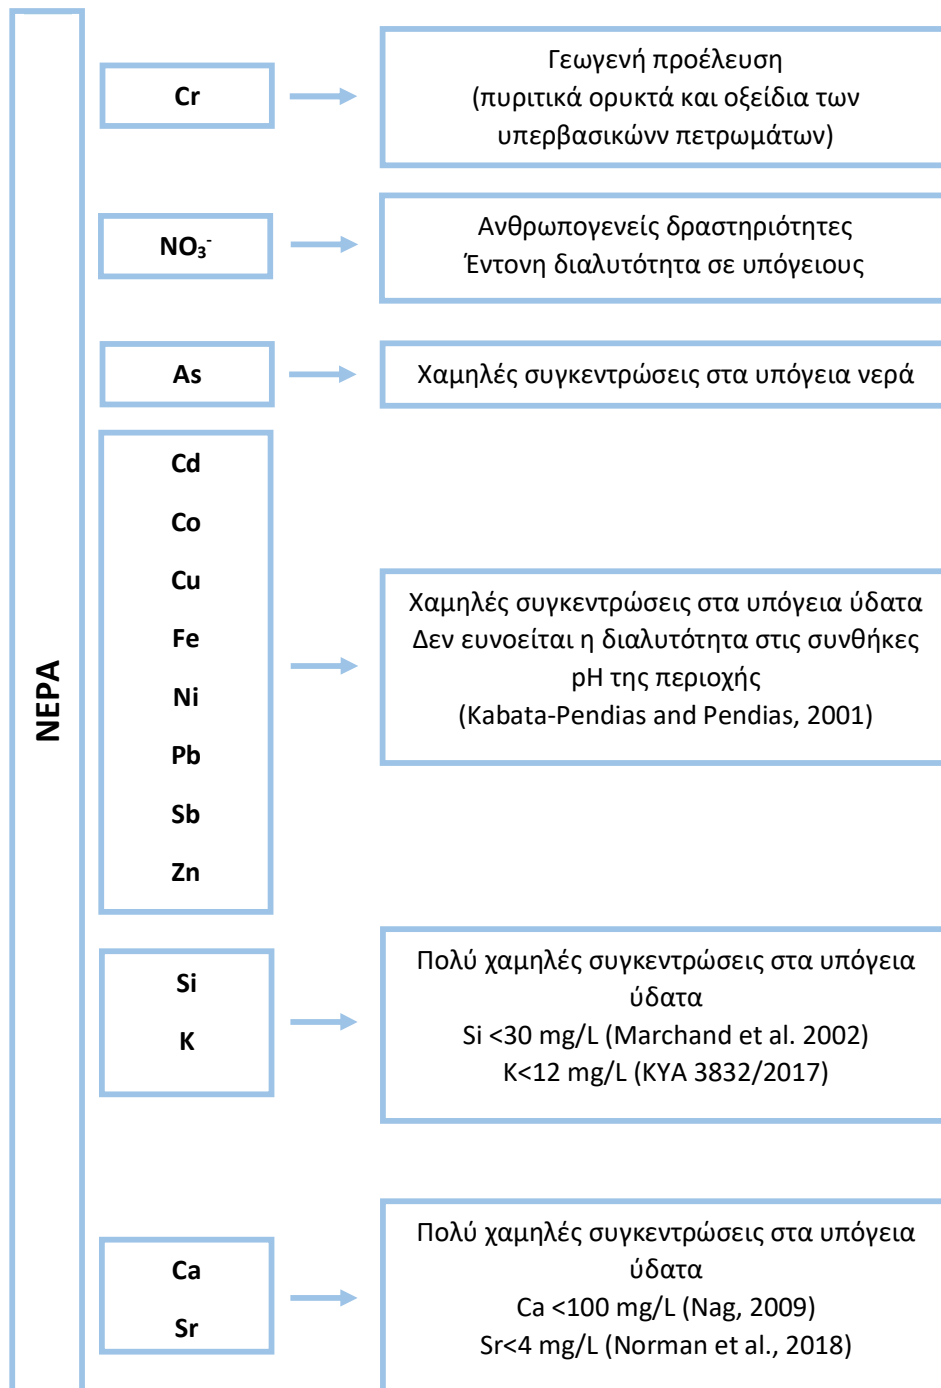 ΝΕΡΑ
Cr
Γεωγενή προέλευση
(πυριτικά ορυκτά και οξείδια των
υπερβασικώνν πετρωμάτων)
NO₃⁻
Ανθρωπογενείς δραστηριότητες
Έντονη διαλυτότητα σε υπόγειους
As
Χαμηλές συγκεντρώσεις στα υπόγεια νερά
Cd
Co
Cu
Fe
Ni
Pb
Sb
Zn
Χαμηλές συγκεντρώσεις στα υπόγεια ύδατα
Δεν ευνοείται η διαλυτότητα στις συνθήκες
pH της περιοχής
(Kabata-Pendias and Pendias, 2001)
Si
K
Πολύ χαμηλές συγκεντρώσεις στα υπόγεια
ύδατα
Si <30 mg/L (Marchand et al. 2002)
K<12 mg/L (KYA 3832/2017)
Ca
Sr
Πολύ χαμηλές συγκεντρώσεις στα υπόγεια
ύδατα
Ca <100 mg/L (Nag, 2009)
Sr<4 mg/L (Norman et al., 2018)